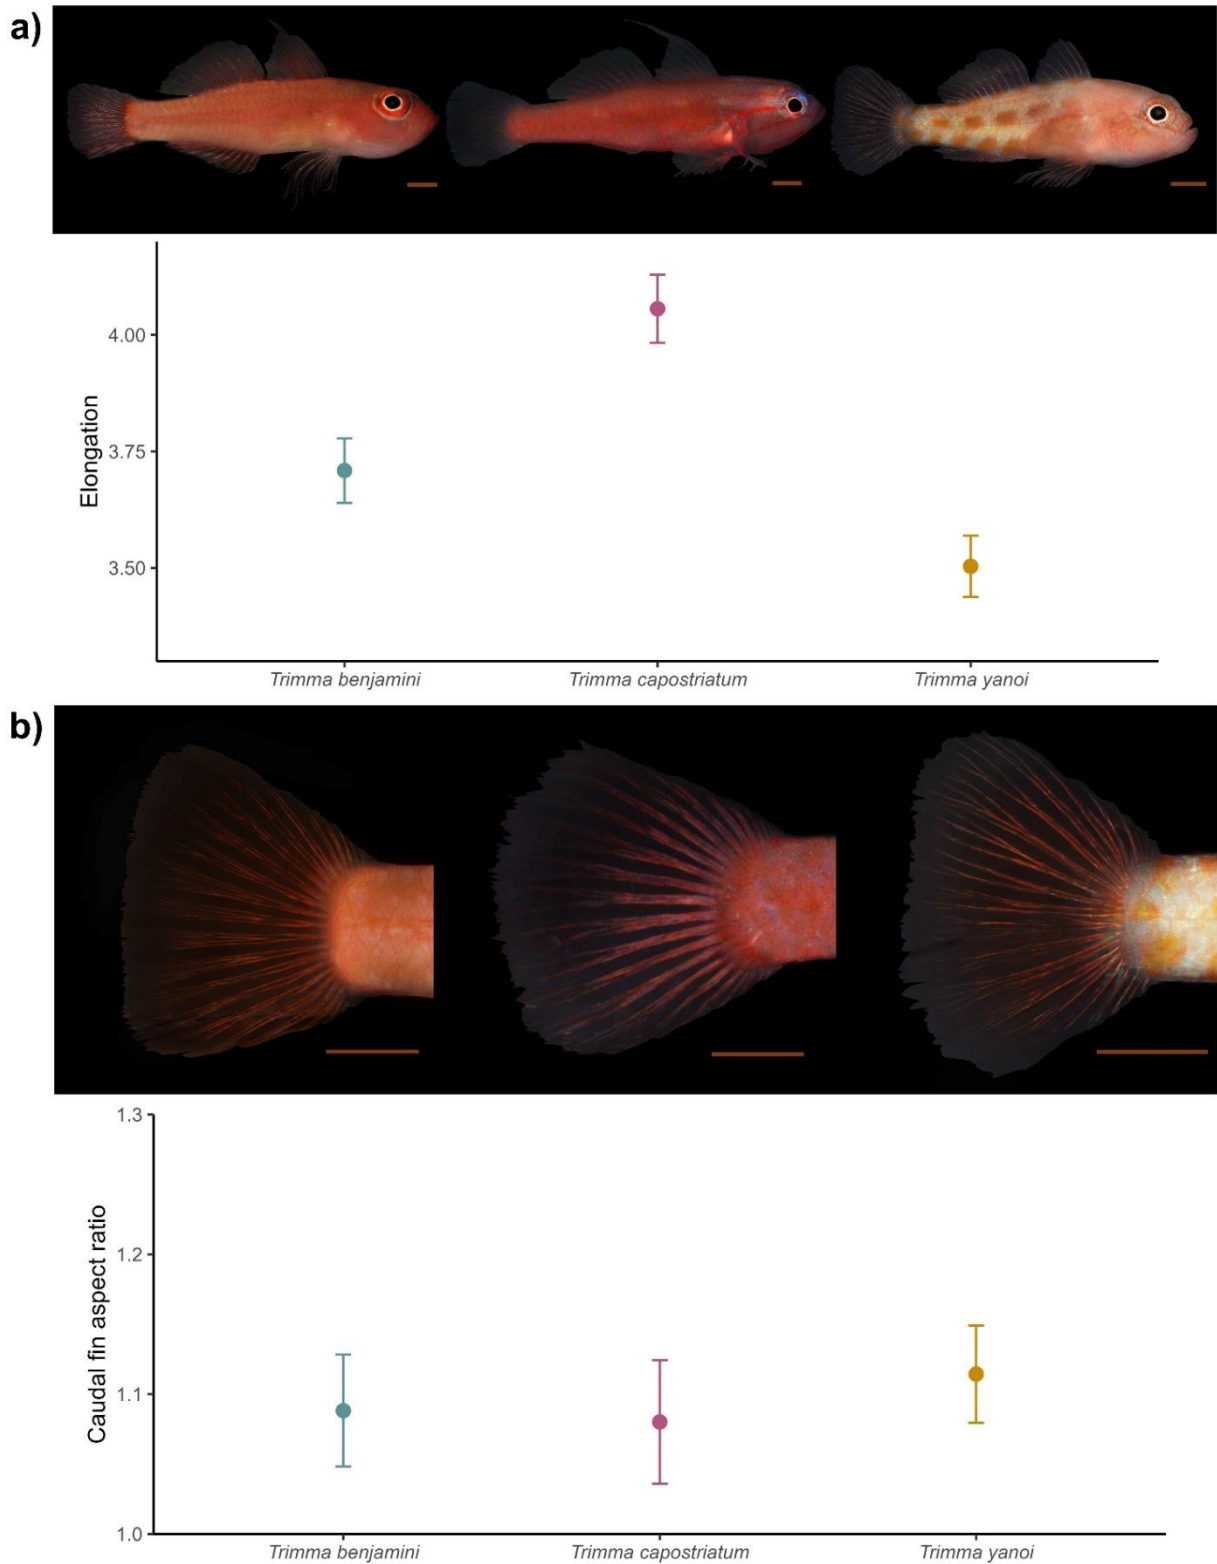 a)
Elongation
4.00
3.75
3.50
Trimma benjamini Trimma capostriatum Trimma yanoi
b)
Caudal fin aspect ratio
1.3
1.2
1.1
1.0
Trimma benjamini Trimma capostriatum Trimma yanoi